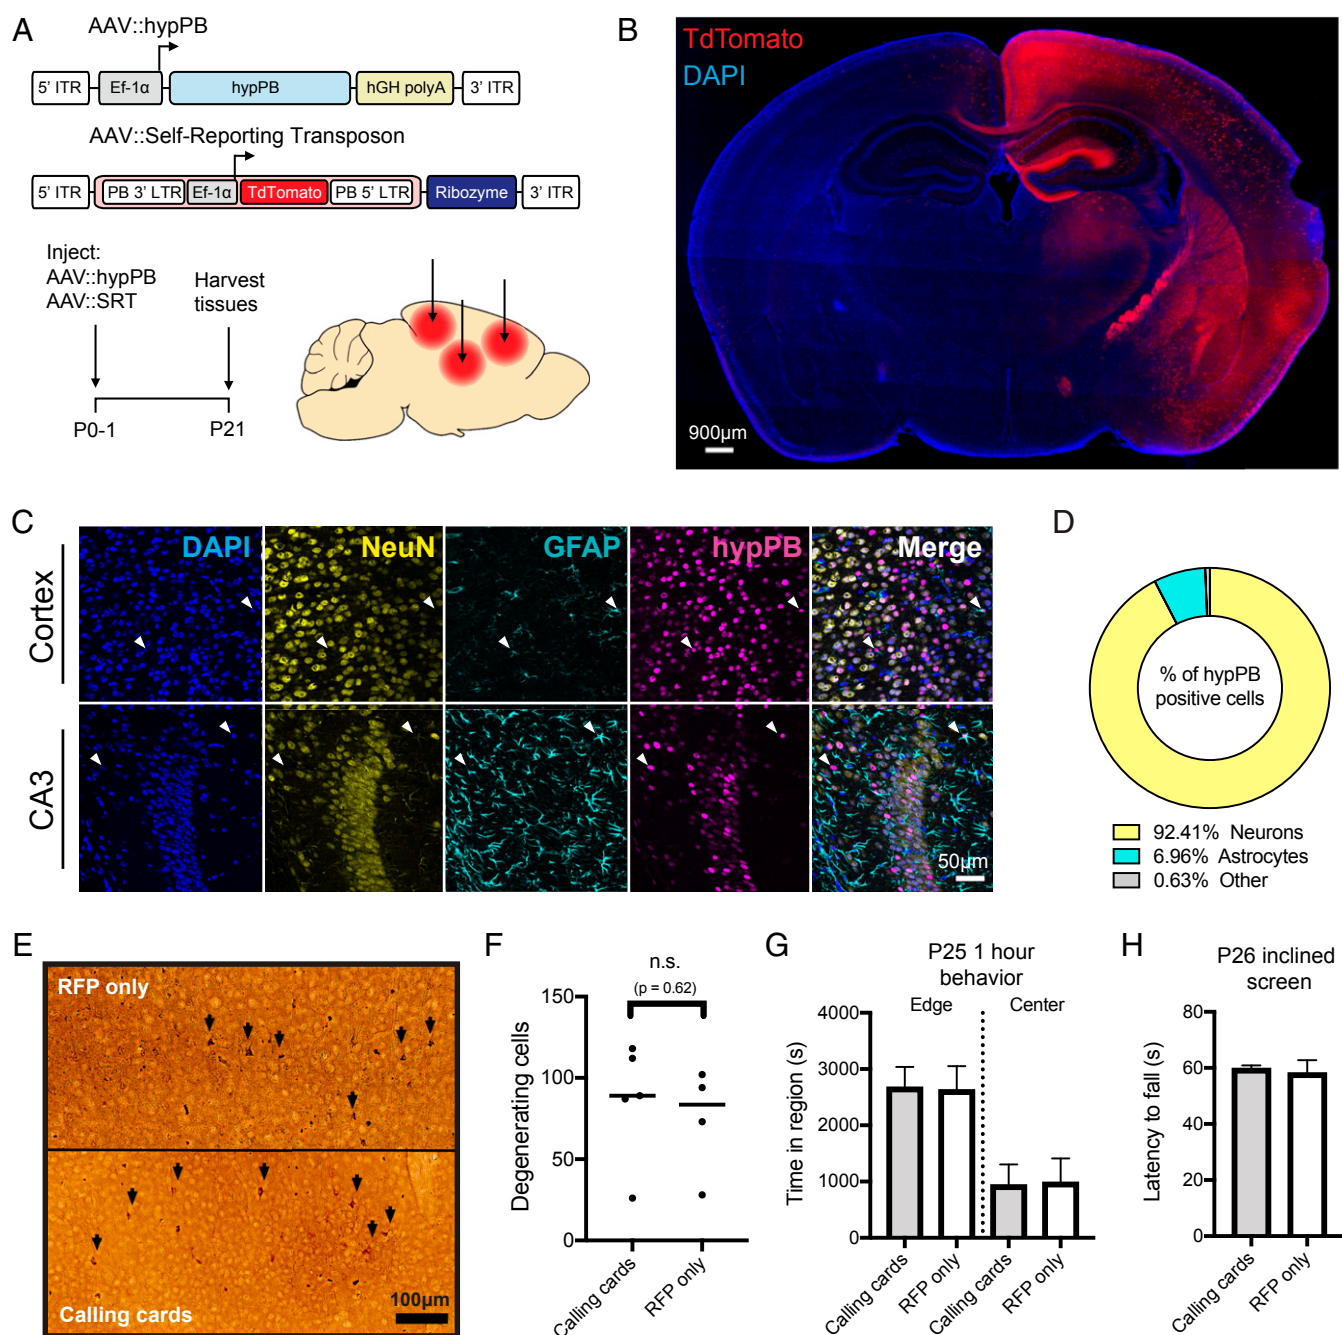 A
AAV::hypPB
5' ITR
Ef-1α
hypPB
hGH polyA
3' ITR
AAV::Self-Reporting Transposon
5' ITR
PB 3' LTR
Ef-1α
TdTomato
PB 5' LTR
Ribozyme
3' ITR
Inject:
AAV::hypPB
AAV::SRT
Harvest
tissues
P0-1
P21
B
TdTomato
DAPI
900µm
C
DAPI
NeuN
GFAP
hypPB
Merge
Cortex
CA3
50µm
D
% of hypPB
positive cells
92.41% Neurons
6.96% Astrocytes
0.63% Other
E
RFP only
Calling cards
100µm
F
n.s.
(p = 0.62)
Degenerating cells
150
100
50
0
Calling cards
RFP only
G
P25 1 hour
behavior
Edge
Center
Time in region (s)
4000
3000
2000
1000
0
Calling cards
RFP only
Calling cards
RFP only
H
P26 inclined
screen
Latency to fall (s)
80
60
40
20
0
Calling cards
RFP only